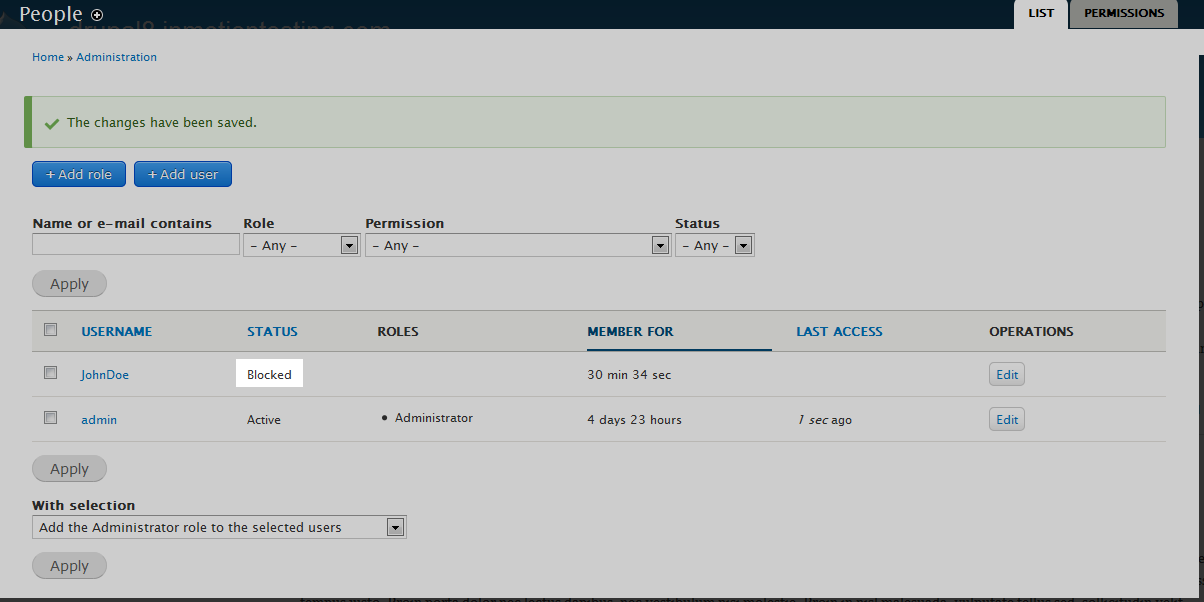 People
drupal8.inmotiontesting.com
LIST PERMISSIONS
Home » Administration
The changes have been saved.
+ Add role + Add user
Name or e-mail contains Role Permission Status
- Any - - Any - - Any -
Apply
USERNAME STATUS ROLES MEMBER FOR LAST ACCESS OPERATIONS
JohnDoe Blocked 30 min 34 sec Edit
admin Active • Administrator 4 days 23 hours 1 sec ago Edit
Apply
With selection
Add the Administrator role to the selected users
Apply